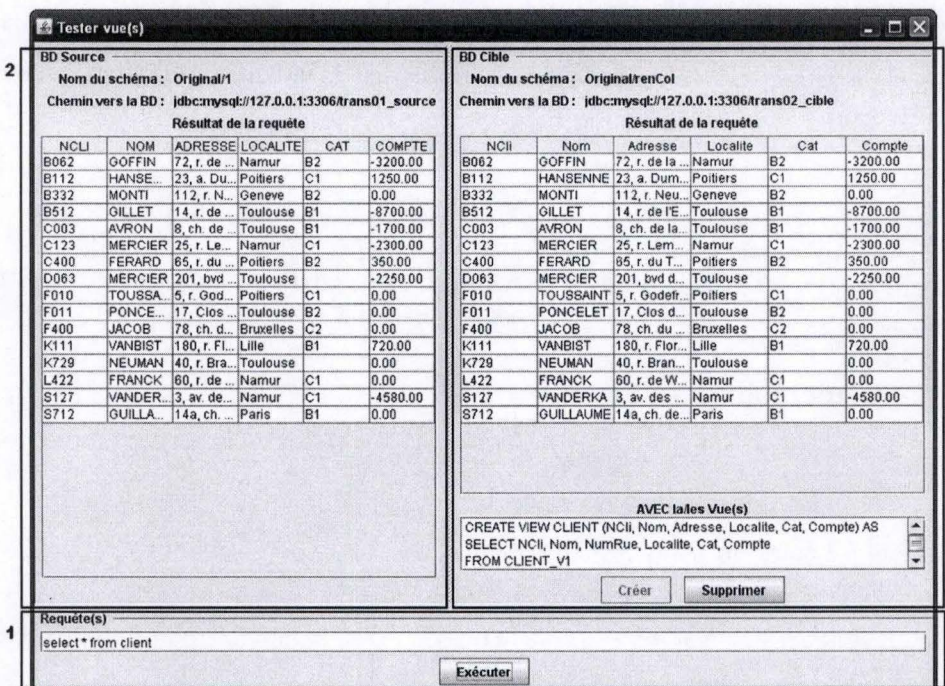 Tester vue(s)
2
BD Source
Nom du schéma : Original/1
Chemin vers la BD : jdbc:mysql://127.0.0.1:3306/trans01_source
Résultat de la requête
NCLI NOM ADRESSE LOCALITE CAT COMPTE
B062 GOFFIN 72, r. de ... Namur B2 -3200.00
B112 HANSE... 23, a. Du... Poitiers C1 1250.00
B332 MONTI 112, r. N... Geneve B2 0.00
B512 GILLET 14, r. de ... Toulouse B1 -8700.00
C003 AVRON 8, ch. de ... Toulouse B1 -1700.00
C123 MERCIER 25, r. Le... Namur C1 -2300.00
C400 FERARD 65, r. du ... Poitiers B2 350.00
D063 MERCIER 201, bvd ... Toulouse -2250.00
F010 TOUSSA... 5, r. God... Poitiers C1 0.00
F011 PONCE... 17, Clos ... Toulouse B2 0.00
F400 JACOB 78, ch. d... Bruxelles C2 0.00
K111 VANBIST 180, r. Fl... Lille B1 720.00
K729 NEUMAN 40, r. Bra... Toulouse 0.00
L422 FRANCK 60, r. de ... Namur C1 0.00
S127 VANDER... 3, av. de... Namur C1 -4580.00
S712 GUILLA... 14a, ch. ... Paris B1 0.00
BD Cible
Nom du schéma : Original/renCol
Chemin vers la BD : jdbc:mysql://127.0.0.1:3306/trans02_cible
Résultat de la requête
NCli Nom Adresse Localite Cat Compte
B062 GOFFIN 72, r. de la ... Namur B2 -3200.00
B112 HANSENNE 23, a. Dum... Poitiers C1 1250.00
B332 MONTI 112, r. Neu... Geneve B2 0.00
B512 GILLET 14, r. de l'E... Toulouse B1 -8700.00
C003 AVRON 8, ch. de la... Toulouse B1 -1700.00
C123 MERCIER 25, r. Lem... Namur C1 -2300.00
C400 FERARD 65, r. du T... Poitiers B2 350.00
D063 MERCIER 201, bvd d... Toulouse -2250.00
F010 TOUSSAINT 5, r. Godefr... Poitiers C1 0.00
F011 PONCELET 17, Clos d... Toulouse B2 0.00
F400 JACOB 78, ch. du ... Bruxelles C2 0.00
K111 VANBIST 180, r. Flor... Lille B1 720.00
K729 NEUMAN 40, r. Bran... Toulouse 0.00
L422 FRANCK 60, r. de W... Namur C1 0.00
S127 VANDERKA 3, av. des ... Namur C1 -4580.00
S712 GUILLAUME 14a, ch. de... Paris B1 0.00
AVEC la/les Vue(s)
CREATE VIEW CLIENT (NCli, Nom, Adresse, Localite, Cat, Compte) AS
SELECT NCli, Nom, NumRue, Localite, Cat, Compte
FROM CLIENT_V1
Créer Supprimer
1
Requête(s)
select * from client
Exécuter